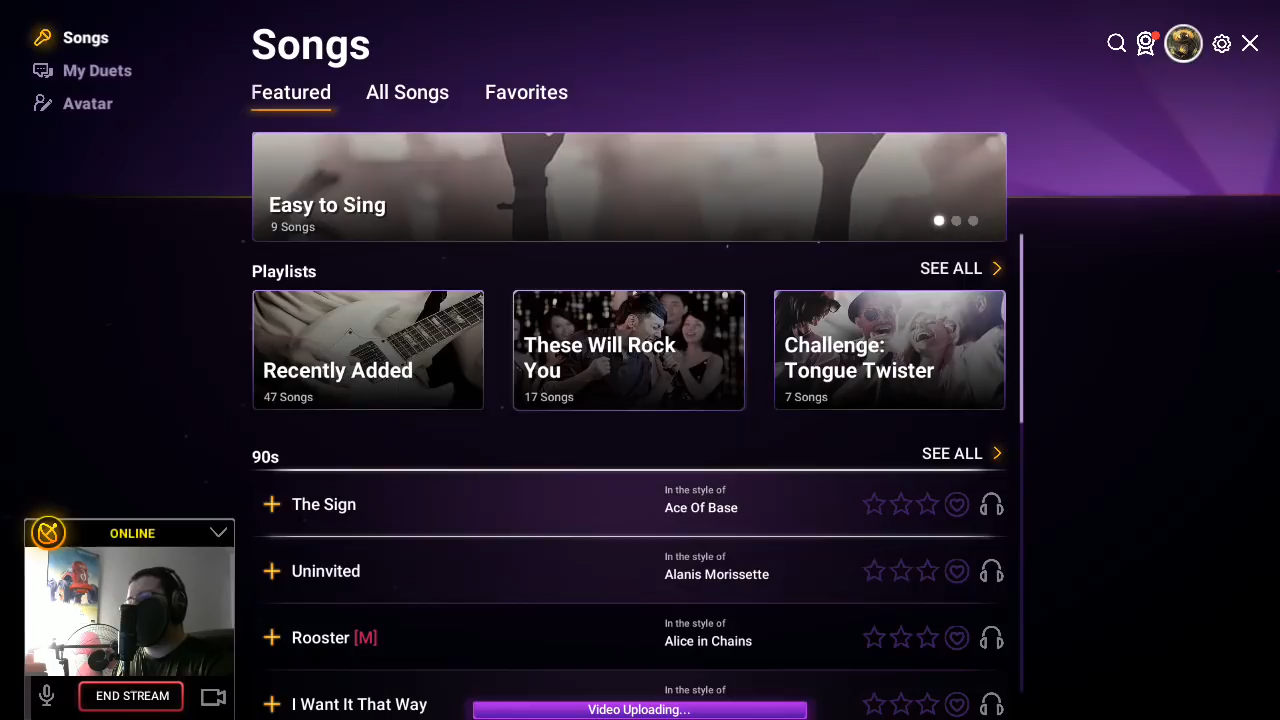 Songs
My Duets
Avatar
Songs
Featured
All Songs
Favorites
Easy to Sing
9 Songs
Playlists
SEE ALL
Recently Added
47 Songs
These Will Rock
You
17 Songs
Challenge:
Tongue Twister
7 Songs
90s
SEE ALL
The Sign
In the style of
Ace Of Base
Uninvited
In the style of
Alanis Morissette
Rooster [M]
In the style of
Alice in Chains
I Want It That Way
In the style of
ONLINE
END STREAM
Video Uploading...